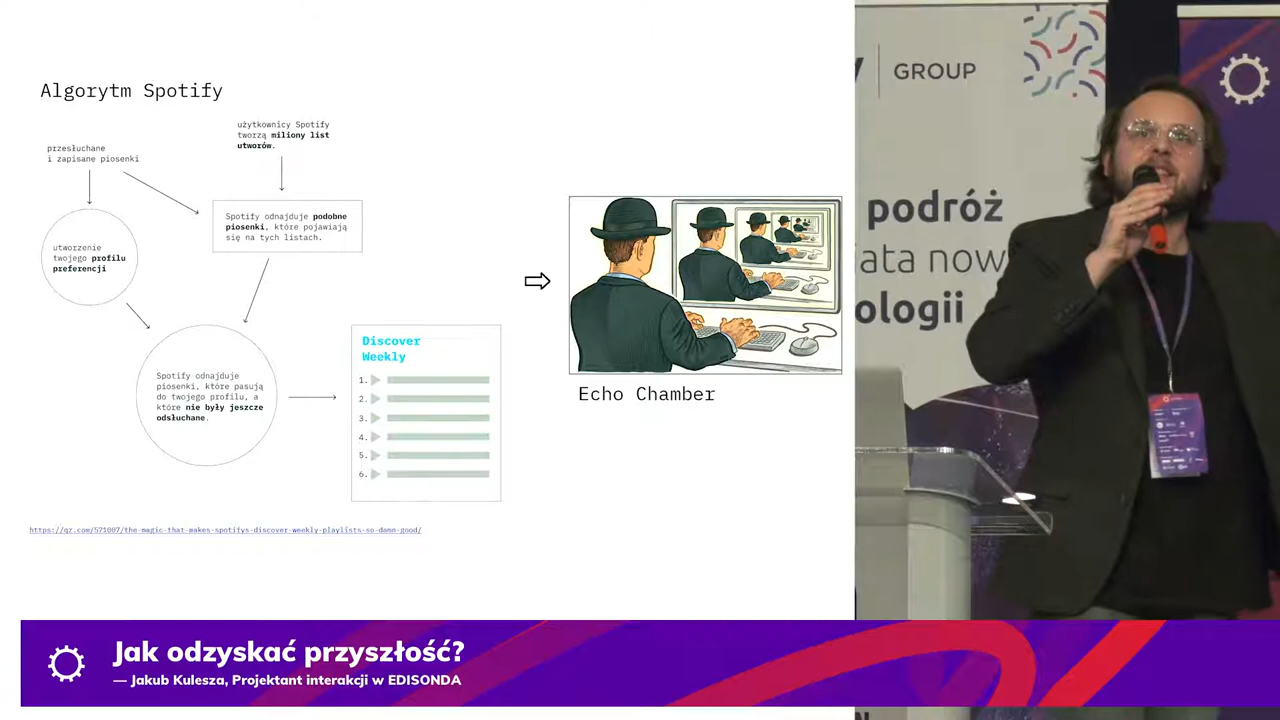 Algorytm Spotify
użytkownicy Spotify
tworzą miliony list
utworów.
przesłuchane
i zapisane piosenki
Spotify odnajduje podobne
piosenki, które pojawiają
się na tych listach.
utworzenie
twojego profilu
preferencji
Spotify odnajduje
piosenki, które pasują
do twojego profilu, a
które nie były jeszcze
odsłuchane.
Discover
Weekly
1.
2.
3.
4.
5.
6.
Echo Chamber
https://qz.com/571007/the-magic-that-makes-spotifys-discover-weekly-playlists-so-damn-good/
GROUP
podróż
ata now
ologii
Jak odzyskać przyszłość?
— Jakub Kulesza, Projektant interakcji w EDISONDA